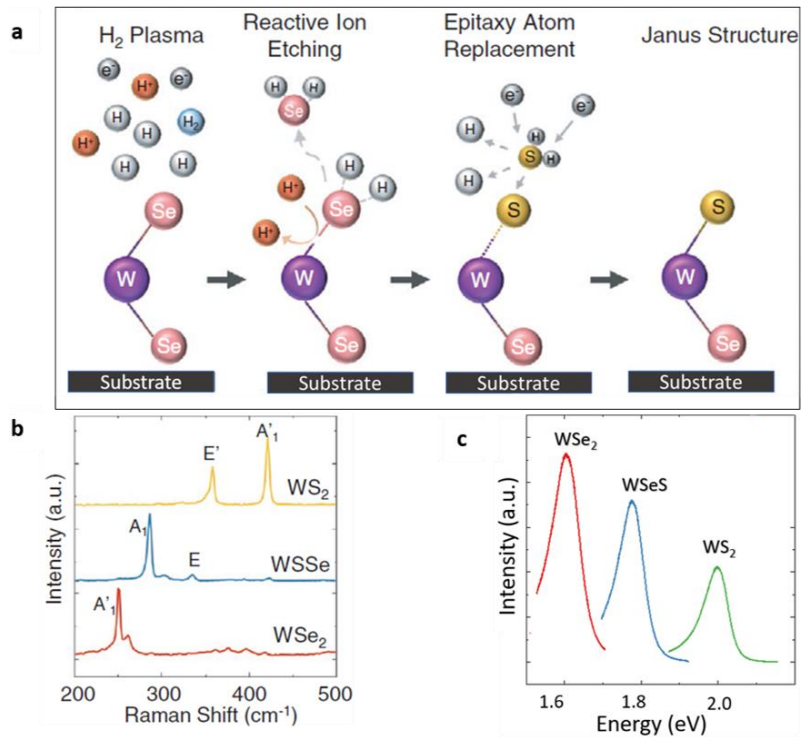 a
H₂ Plasma
Reactive Ion
Etching
Epitaxy Atom
Replacement
Janus Structure
e⁻ H⁺ e⁻
H H H₂
H⁺ H H
Se
W
Se
Substrate
H H
Se
H
H⁺ H
Se
H⁺
W
Se
Substrate
e⁻ e⁻
H H
S H
H
S
W
Se
Substrate
S
W
Se
Substrate
b
A'₁
E'
WS₂
A₁
E
WSSe
A'₁
WSe₂
Intensity (a.u.)
200 300 400 500
Raman Shift (cm⁻¹)
c
WSe₂
WSeS
WS₂
Intensity (a.u.)
1.6 1.8 2.0
Energy (eV)